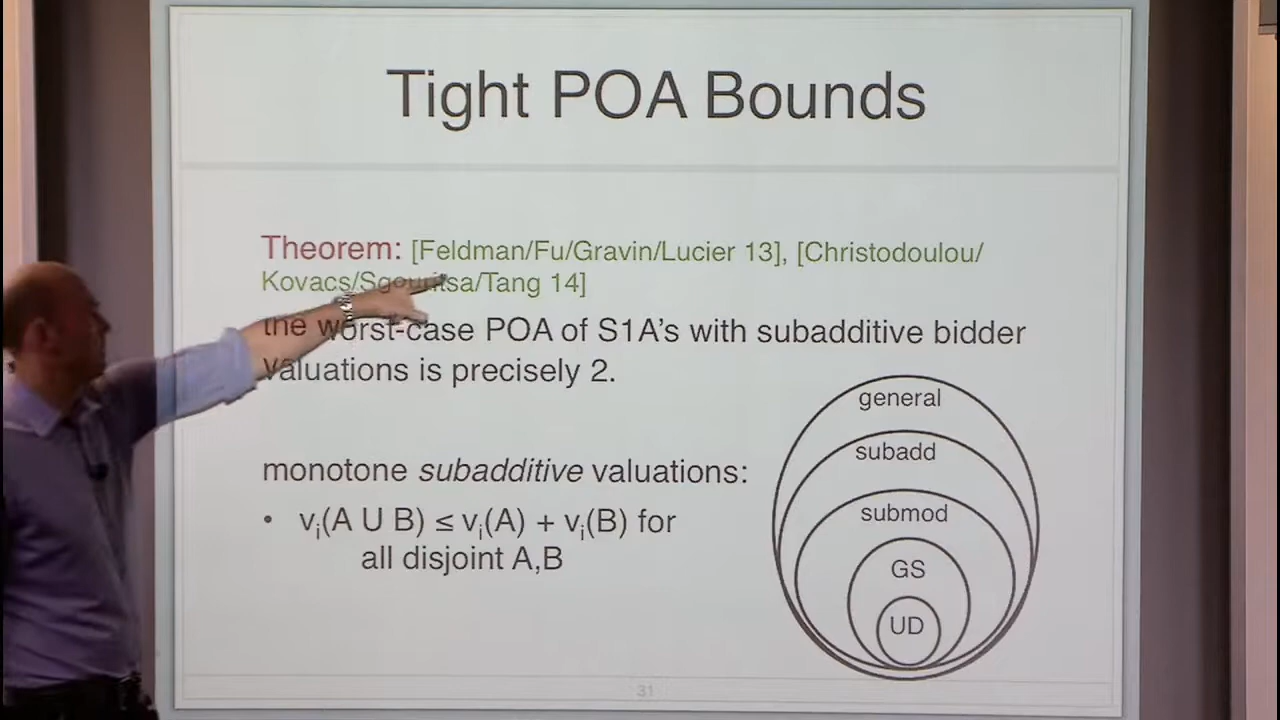 Tight POA Bounds
Theorem: [Feldman/Fu/Gravin/Lucier 13], [Christodoulou/
Kovacs/Sgouritsa/Tang 14]
the worst-case POA of S1A's with subadditive bidder
valuations is precisely 2.
monotone subadditive valuations:
• vi(A U B) ≤ vi(A) + vi(B) for
all disjoint A,B
general
subadd
submod
GS
UD
31